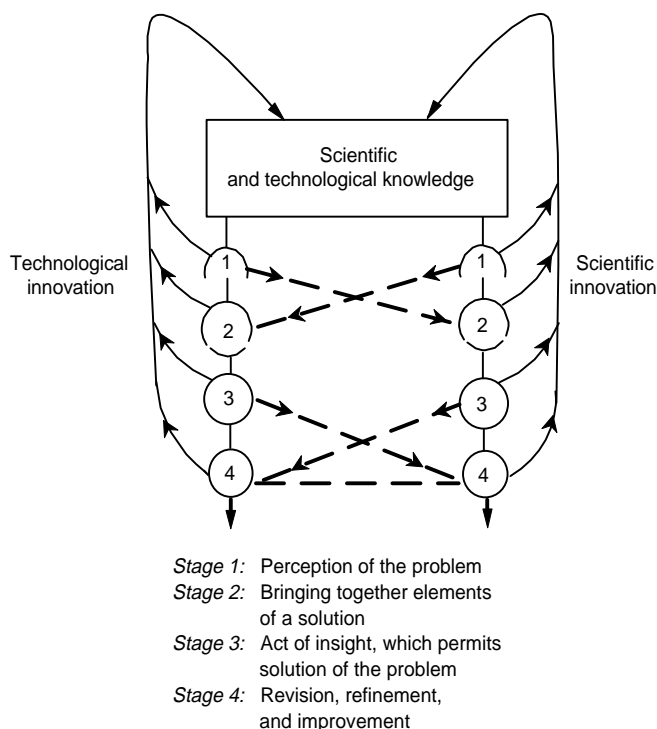 Scientific
and technological knowledge
Technological
innovation
Scientific
innovation
1
1
2
2
3
3
4
4
Stage 1: Perception of the problem
Stage 2: Bringing together elements
of a solution
Stage 3: Act of insight, which permits
solution of the problem
Stage 4: Revision, refinement,
and improvement